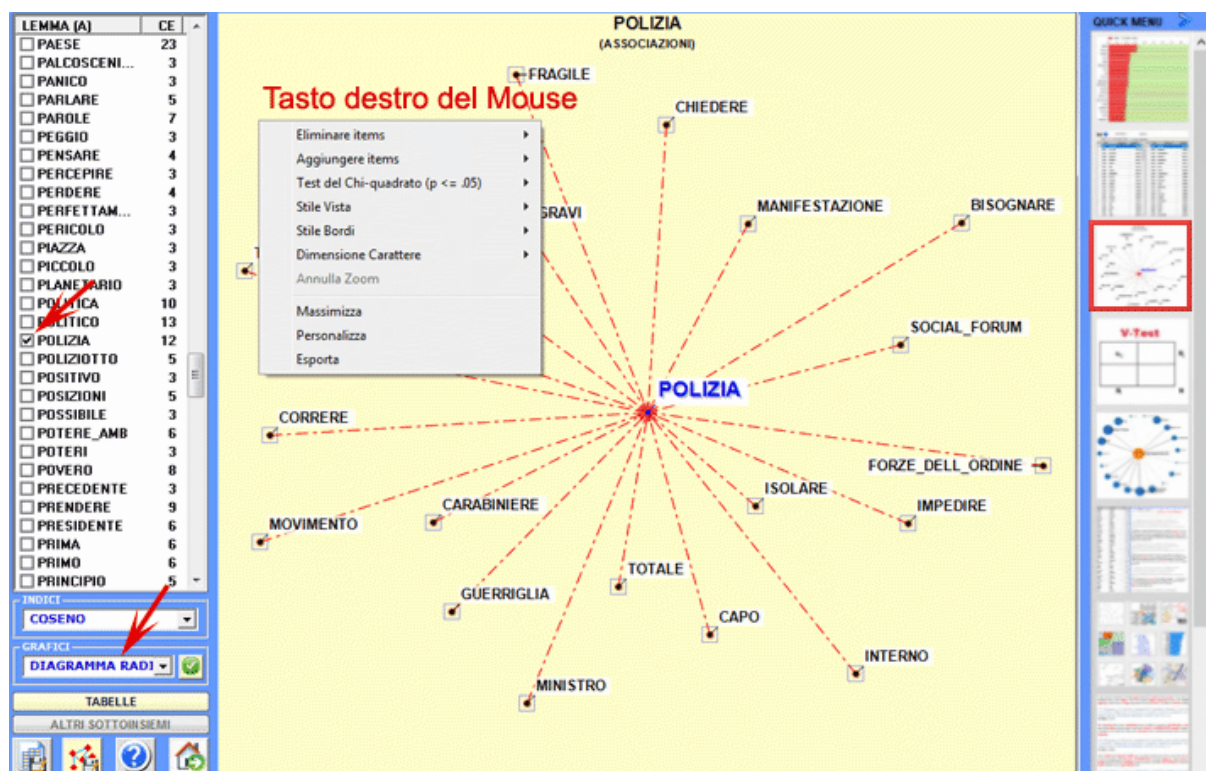 LEMMA (A) CE
PAESE 23
PALCOSCENI... 3
PANICO 3
PARLARE 5
PAROLE 7
PEGGIO 3
PENSARE 4
PERCEPIRE 3
PERDERE 4
PERFETTAM... 3
PERICOLO 3
PIAZZA 3
PICCOLO 3
PLANETARIO 3
POLITICA 10
POLITICO 13
POLIZIA 12
POLIZIOTTO 5
POSITIVO 3
POSIZIONI 5
POSSIBILE 3
POTERE_AMB 6
POTERI 3
POVERO 8
PRECEDENTE 3
PRENDERE 9
PRESIDENTE 6
PRIMA 6
PRIMO 6
PRINCIPIO 5
INDICI
COSENO
GRAFICI
DIAGRAMMA RADI
TABELLE
ALTRI SOTTOINSIEMI
POLIZIA
(ASSOCIAZIONI)
FRAGILE
Tasto destro del Mouse
CHIEDERE
Eliminare items
Aggiungere items
Test del Chi-quadrato (p <= .05)
Stile Vista
Stile Bordi
Dimensione Carattere
Annulla Zoom
Massimizza
Personalizza
Esporta
GRAVI
MANIFESTAZIONE
BISOGNARE
SOCIAL_FORUM
POLIZIA
CORRERE
FORZE_DELL_ORDINE
ISOLARE
IMPEDIRE
CARABINIERE
MOVIMENTO
TOTALE
GUERRIGLIA
CAPO
INTERNO
MINISTRO
QUICK MENU
V-Test